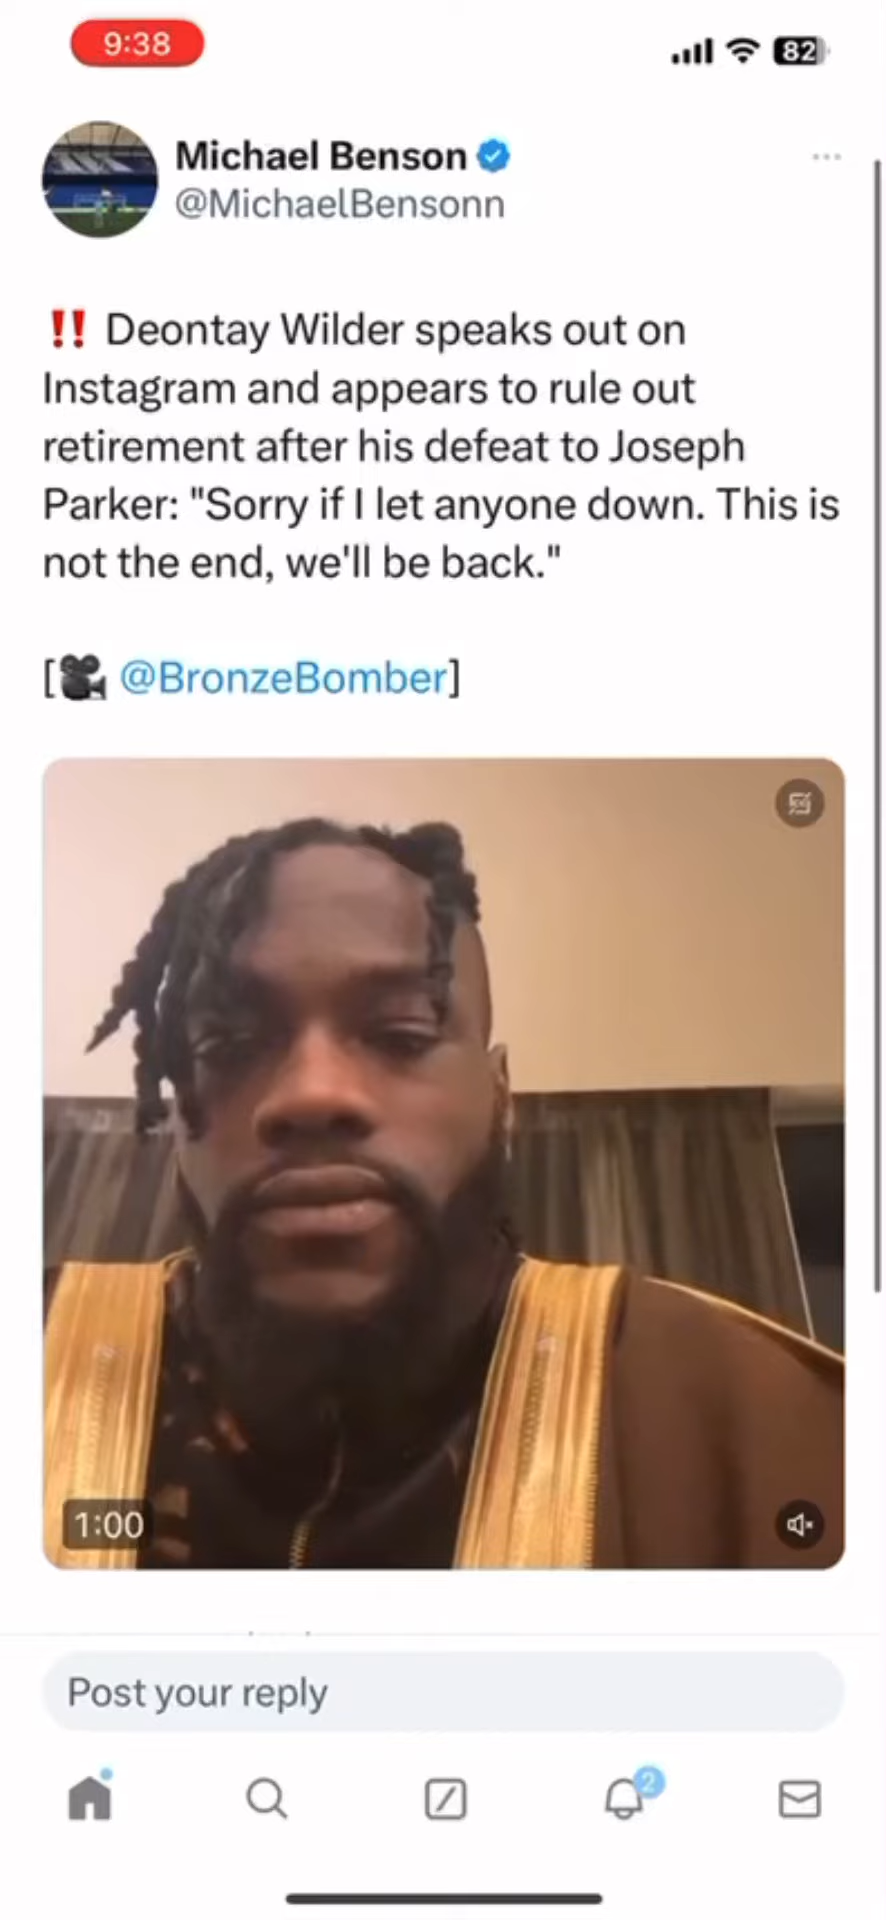 9:38
82
Michael Benson
@MichaelBensonn
‼️ Deontay Wilder speaks out on
Instagram and appears to rule out
retirement after his defeat to Joseph
Parker: "Sorry if I let anyone down. This is
not the end, we'll be back."
[🎥 @BronzeBomber]
1:00
Post your reply
2